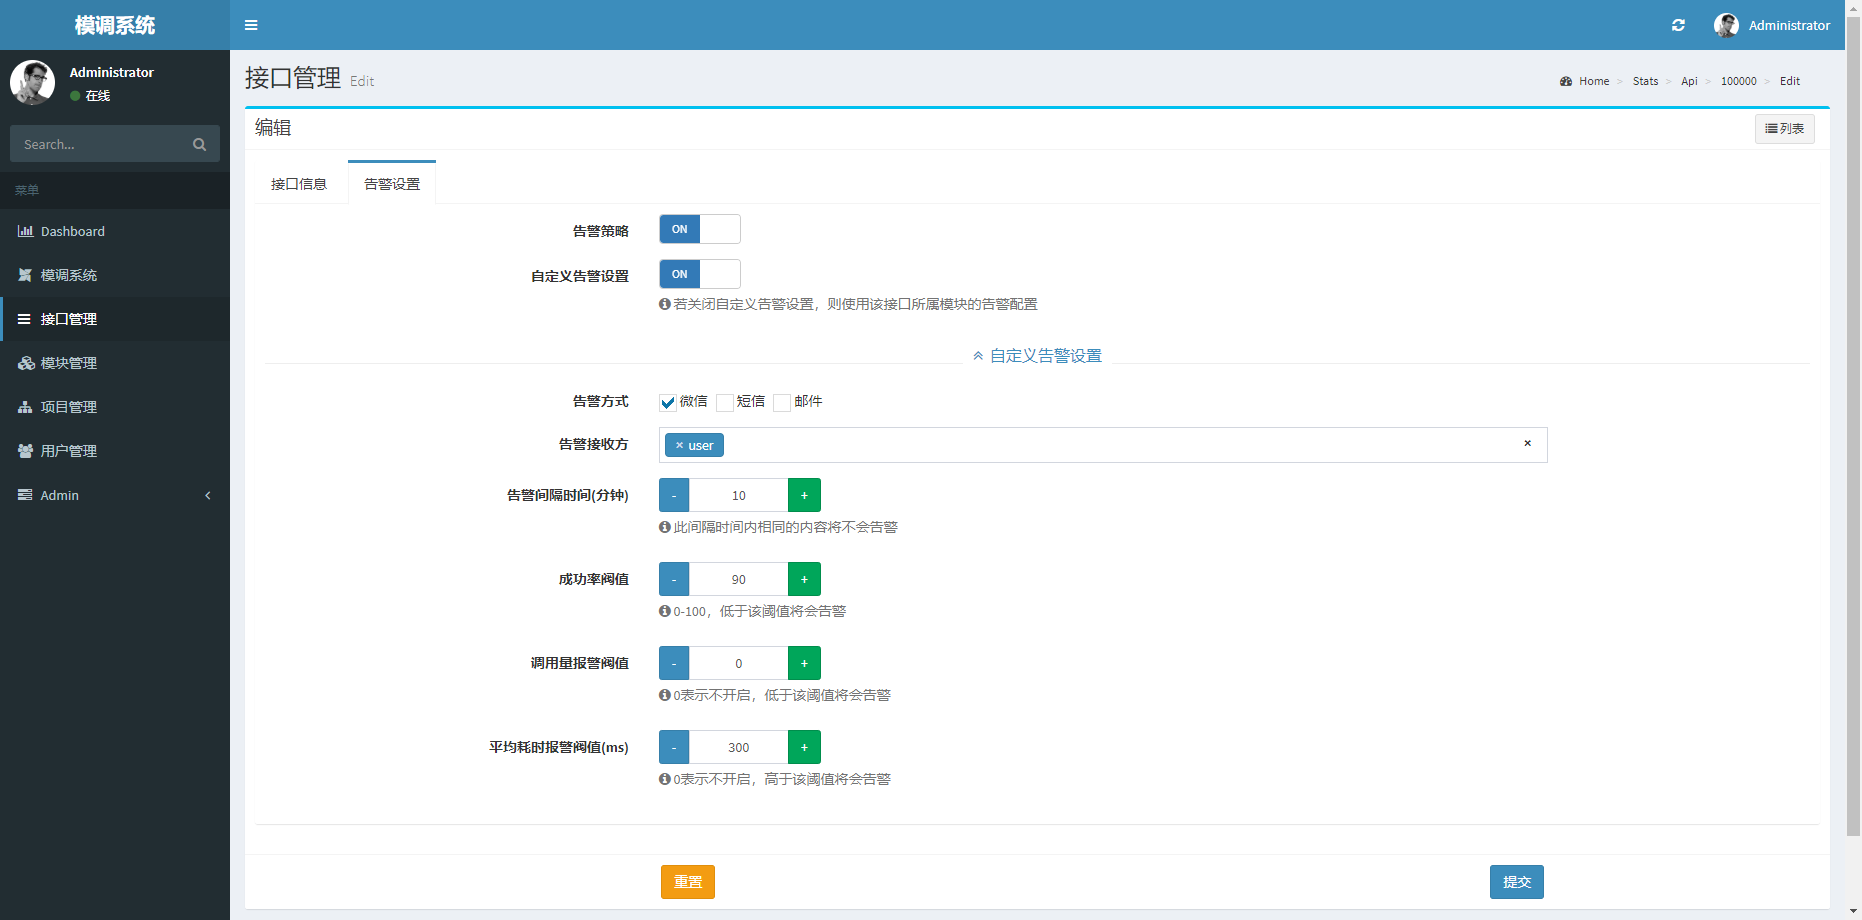 模调系统
Administrator
Administrator
在线
Search...
菜单
Dashboard
模调系统
接口管理
模块管理
项目管理
用户管理
Admin
接口管理 Edit
Home > Stats > Api > 100000 > Edit
编辑
列表
接口信息 告警设置
告警策略 ON
自定义告警设置 ON
若关闭自定义告警设置，则使用该接口所属模块的告警配置
自定义告警设置
告警方式 微信 短信 邮件
告警接收方 × user ×
告警间隔时间(分钟) - 10 +
此间隔时间内相同的内容将不会告警
成功率阀值 - 90 +
0-100，低于该阈值将会告警
调用量报警阀值 - 0 +
0表示不开启，低于该阈值将会告警
平均耗时报警阀值(ms) - 300 +
0表示不开启，高于该阈值将会告警
重置 提交